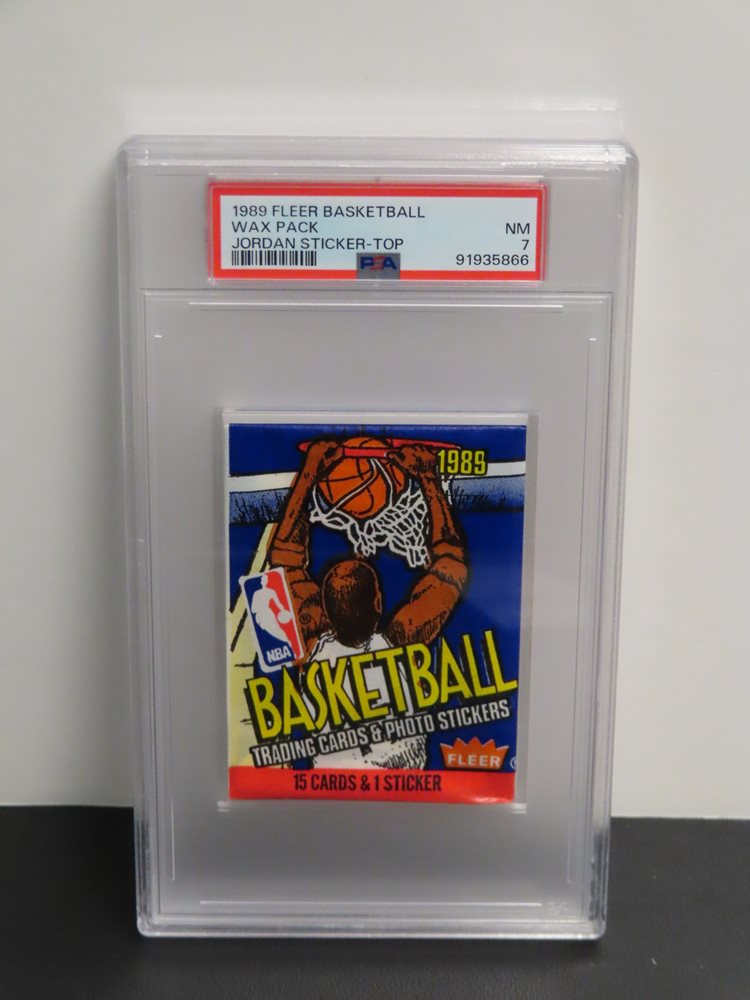 1989 FLEER BASKETBALL
WAX PACK NM
JORDAN STICKER-TOP 7
PSA 91935866
1989
NBA
BASKETBALL
TRADING CARDS & PHOTO STICKERS
FLEER
15 CARDS & 1 STICKER